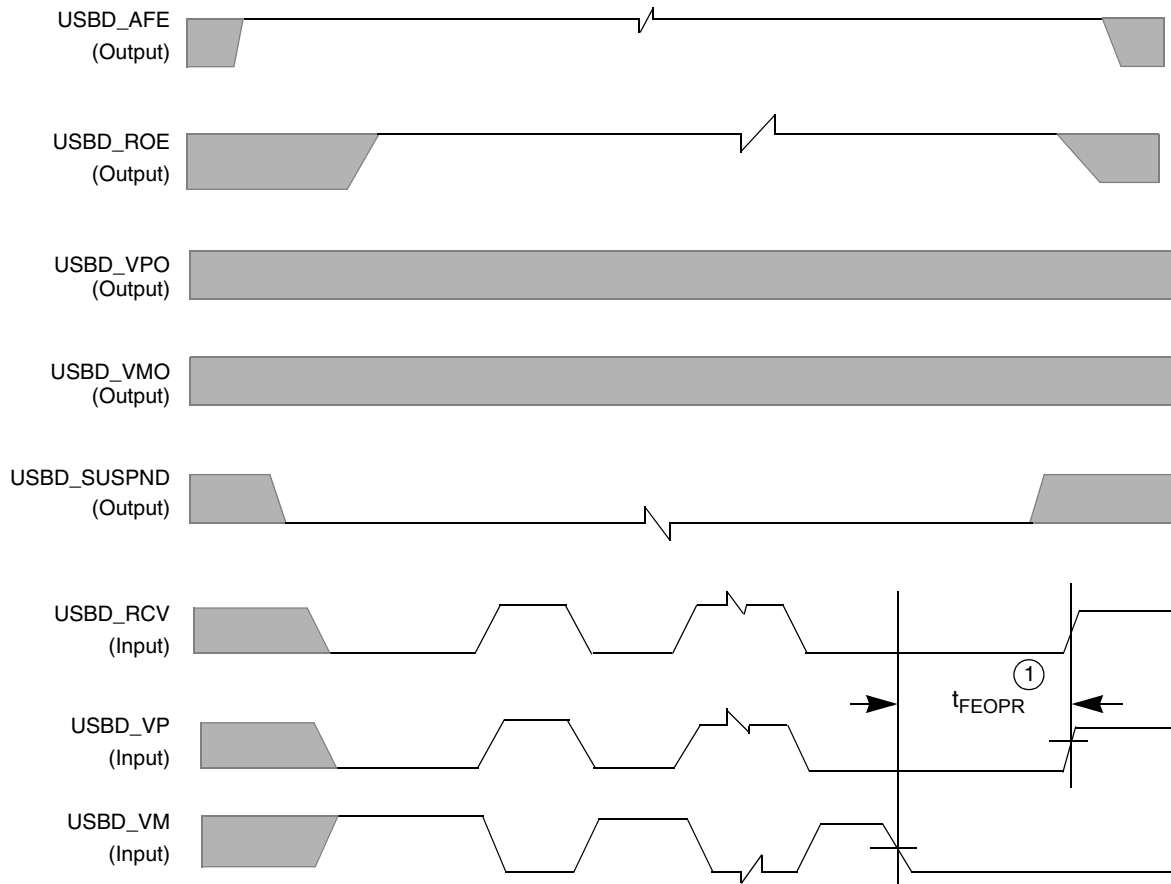 USBD_AFE
(Output)
USBD_ROE
(Output)
USBD_VPO
(Output)
USBD_VMO
(Output)
USBD_SUSPND
(Output)
USBD_RCV
(Input)
1
tFEOPR
USBD_VP
(Input)
USBD_VM
(Input)